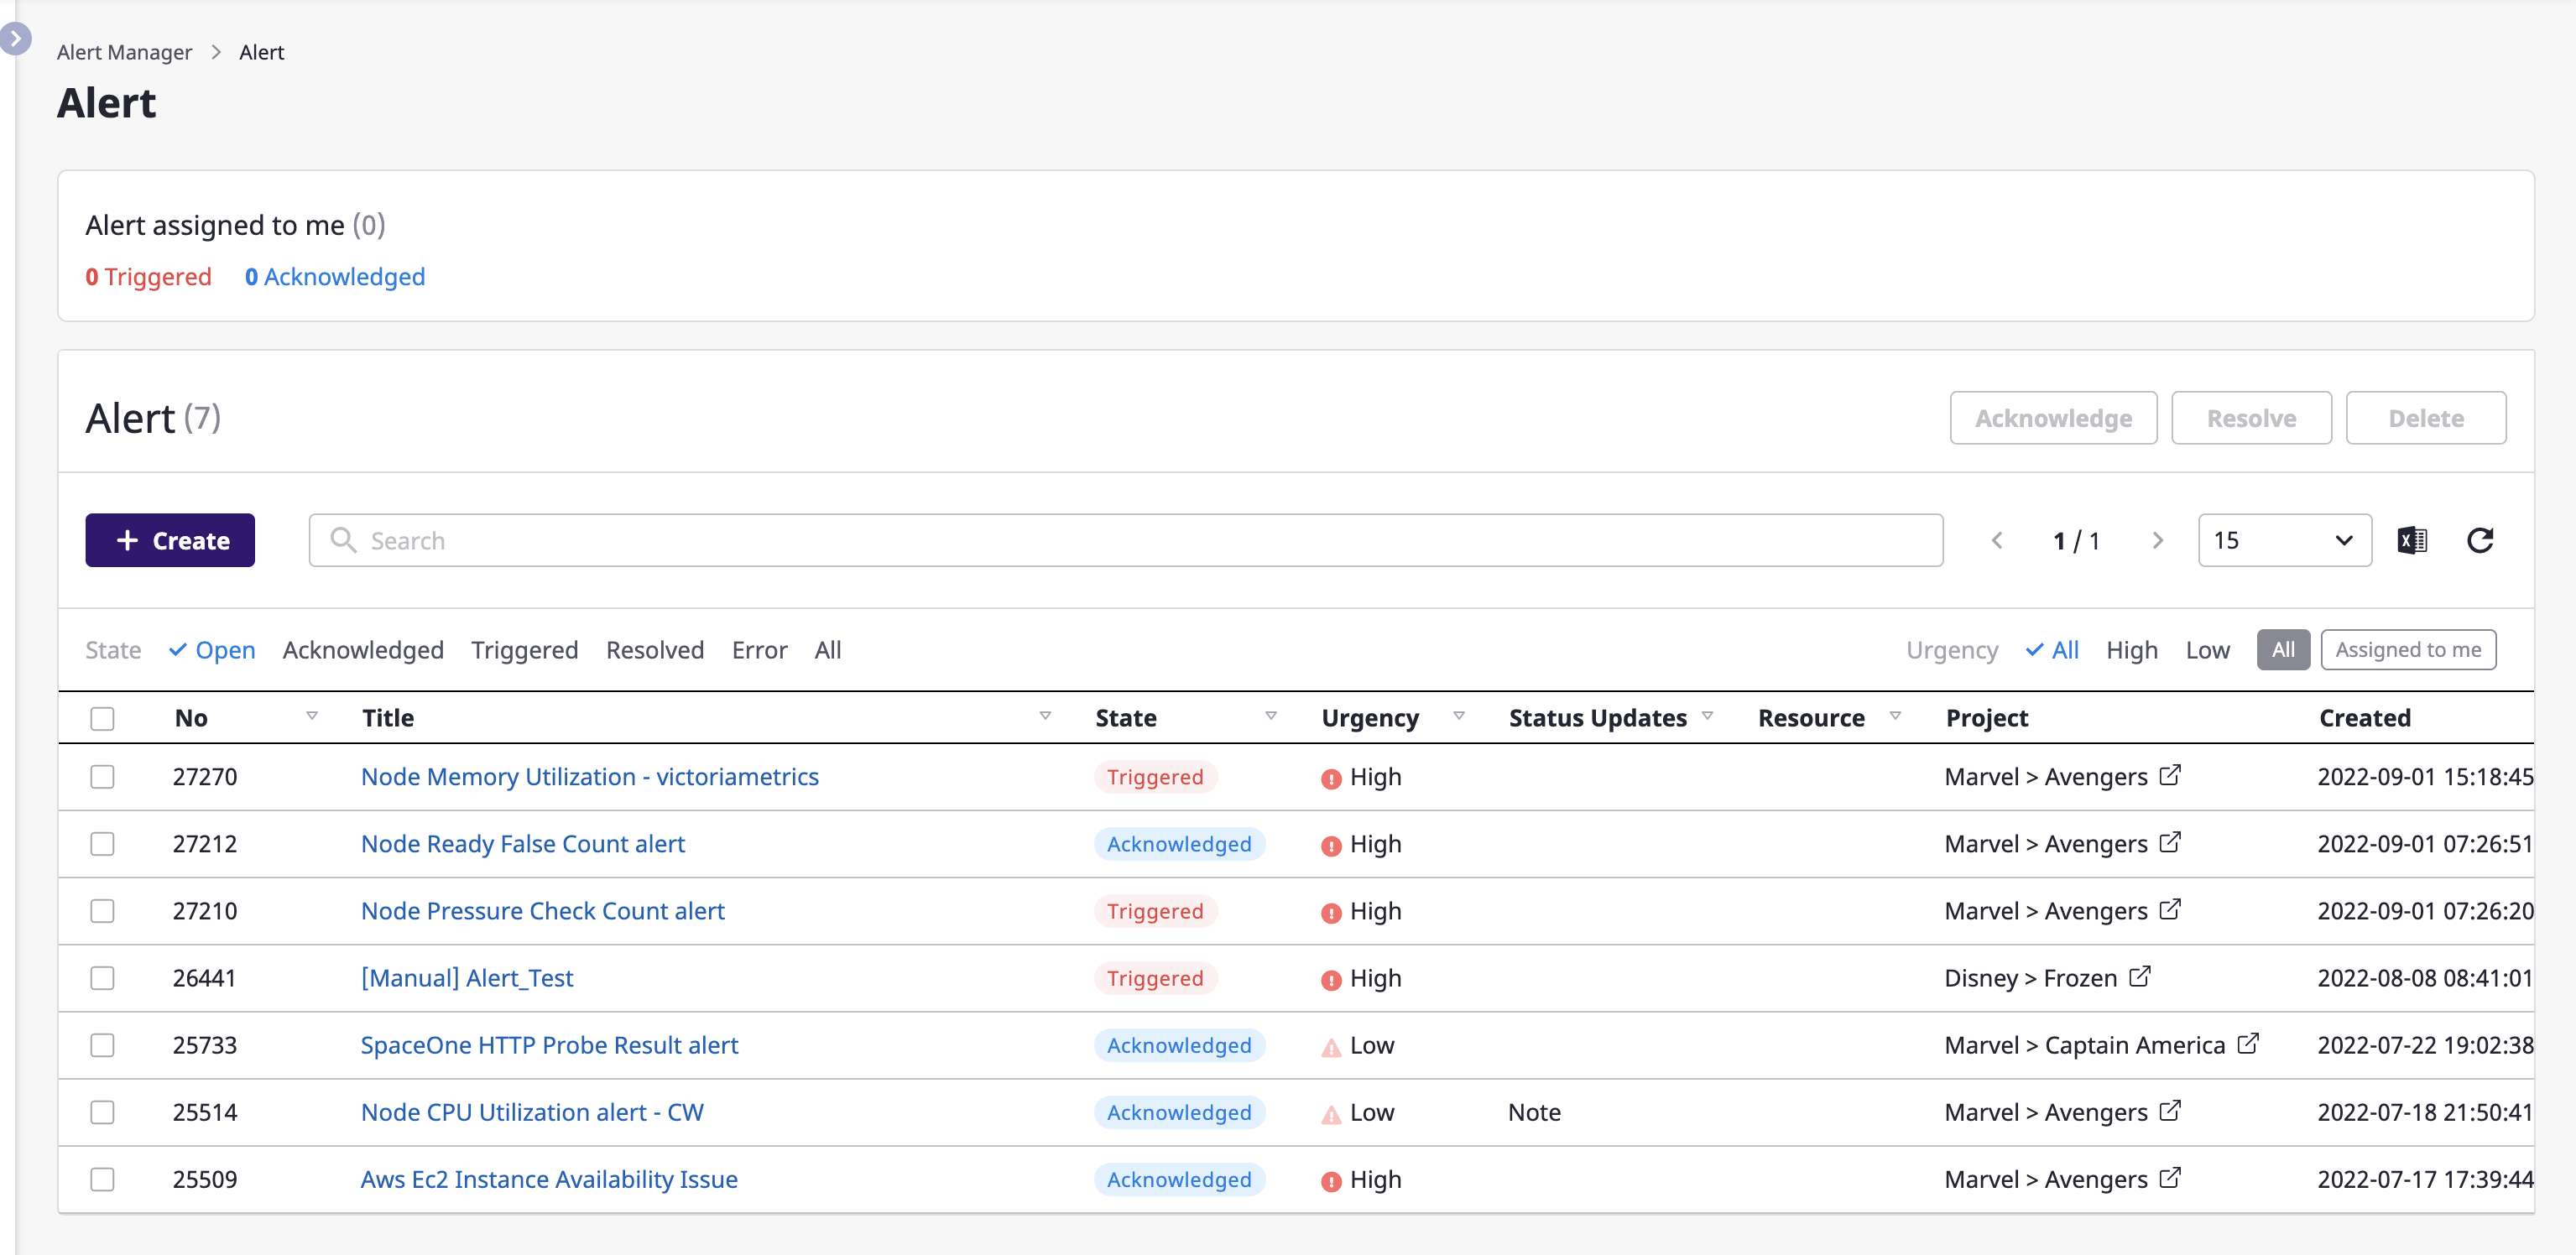 Alert Manager > Alert
Alert
Alert assigned to me (0)
0 Triggered 0 Acknowledged
Alert (7)
Acknowledge Resolve Delete
+ Create Search 1 / 1 15
State Open Acknowledged Triggered Resolved Error All Urgency All High Low All Assigned to me
No Title State Urgency Status Updates Resource Project Created
27270 Node Memory Utilization - victoriametrics Triggered High Marvel > Avengers 2022-09-01 15:18:45
27212 Node Ready False Count alert Acknowledged High Marvel > Avengers 2022-09-01 07:26:51
27210 Node Pressure Check Count alert Triggered High Marvel > Avengers 2022-09-01 07:26:20
26441 [Manual] Alert_Test Triggered High Disney > Frozen 2022-08-08 08:41:01
25733 SpaceOne HTTP Probe Result alert Acknowledged Low Marvel > Captain America 2022-07-22 19:02:38
25514 Node CPU Utilization alert - CW Acknowledged Low Note Marvel > Avengers 2022-07-18 21:50:41
25509 Aws Ec2 Instance Availability Issue Acknowledged High Marvel > Avengers 2022-07-17 17:39:44